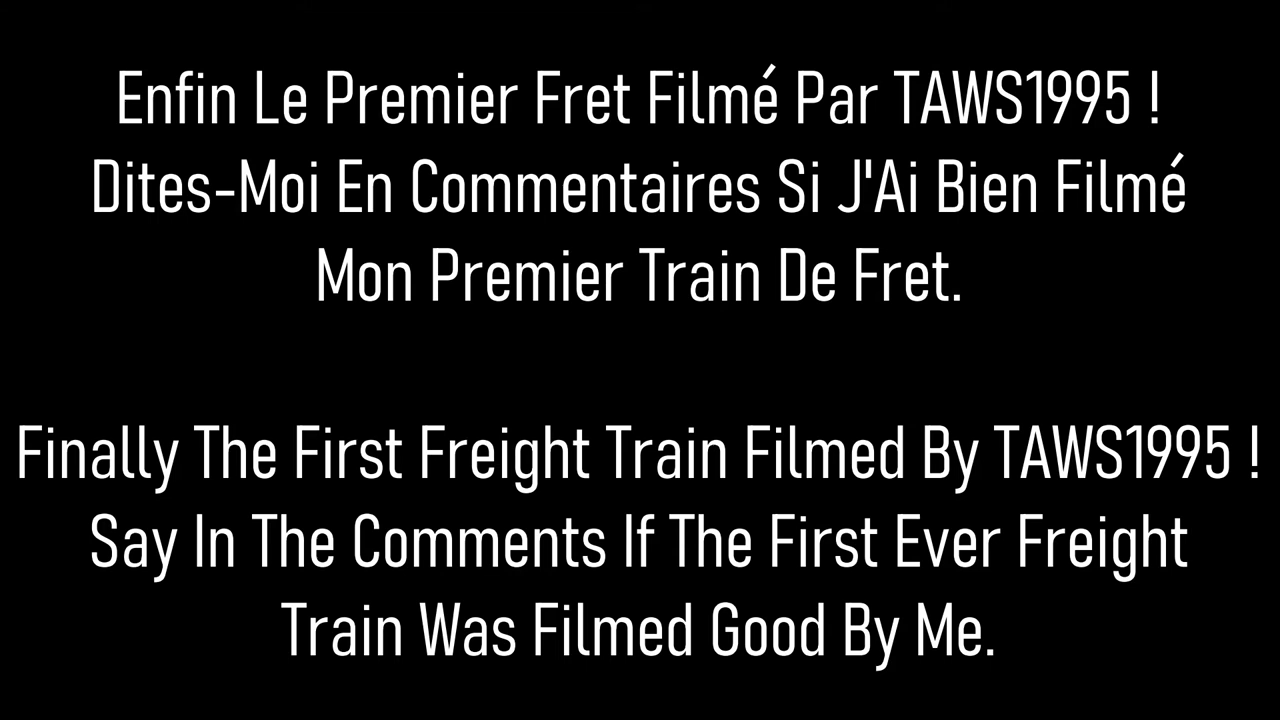 Enfin Le Premier Fret Filmé Par TAWS1995 !
Dites-Moi En Commentaires Si J'Ai Bien Filmé
Mon Premier Train De Fret.
Finally The First Freight Train Filmed By TAWS1995 !
Say In The Comments If The First Ever Freight
Train Was Filmed Good By Me.